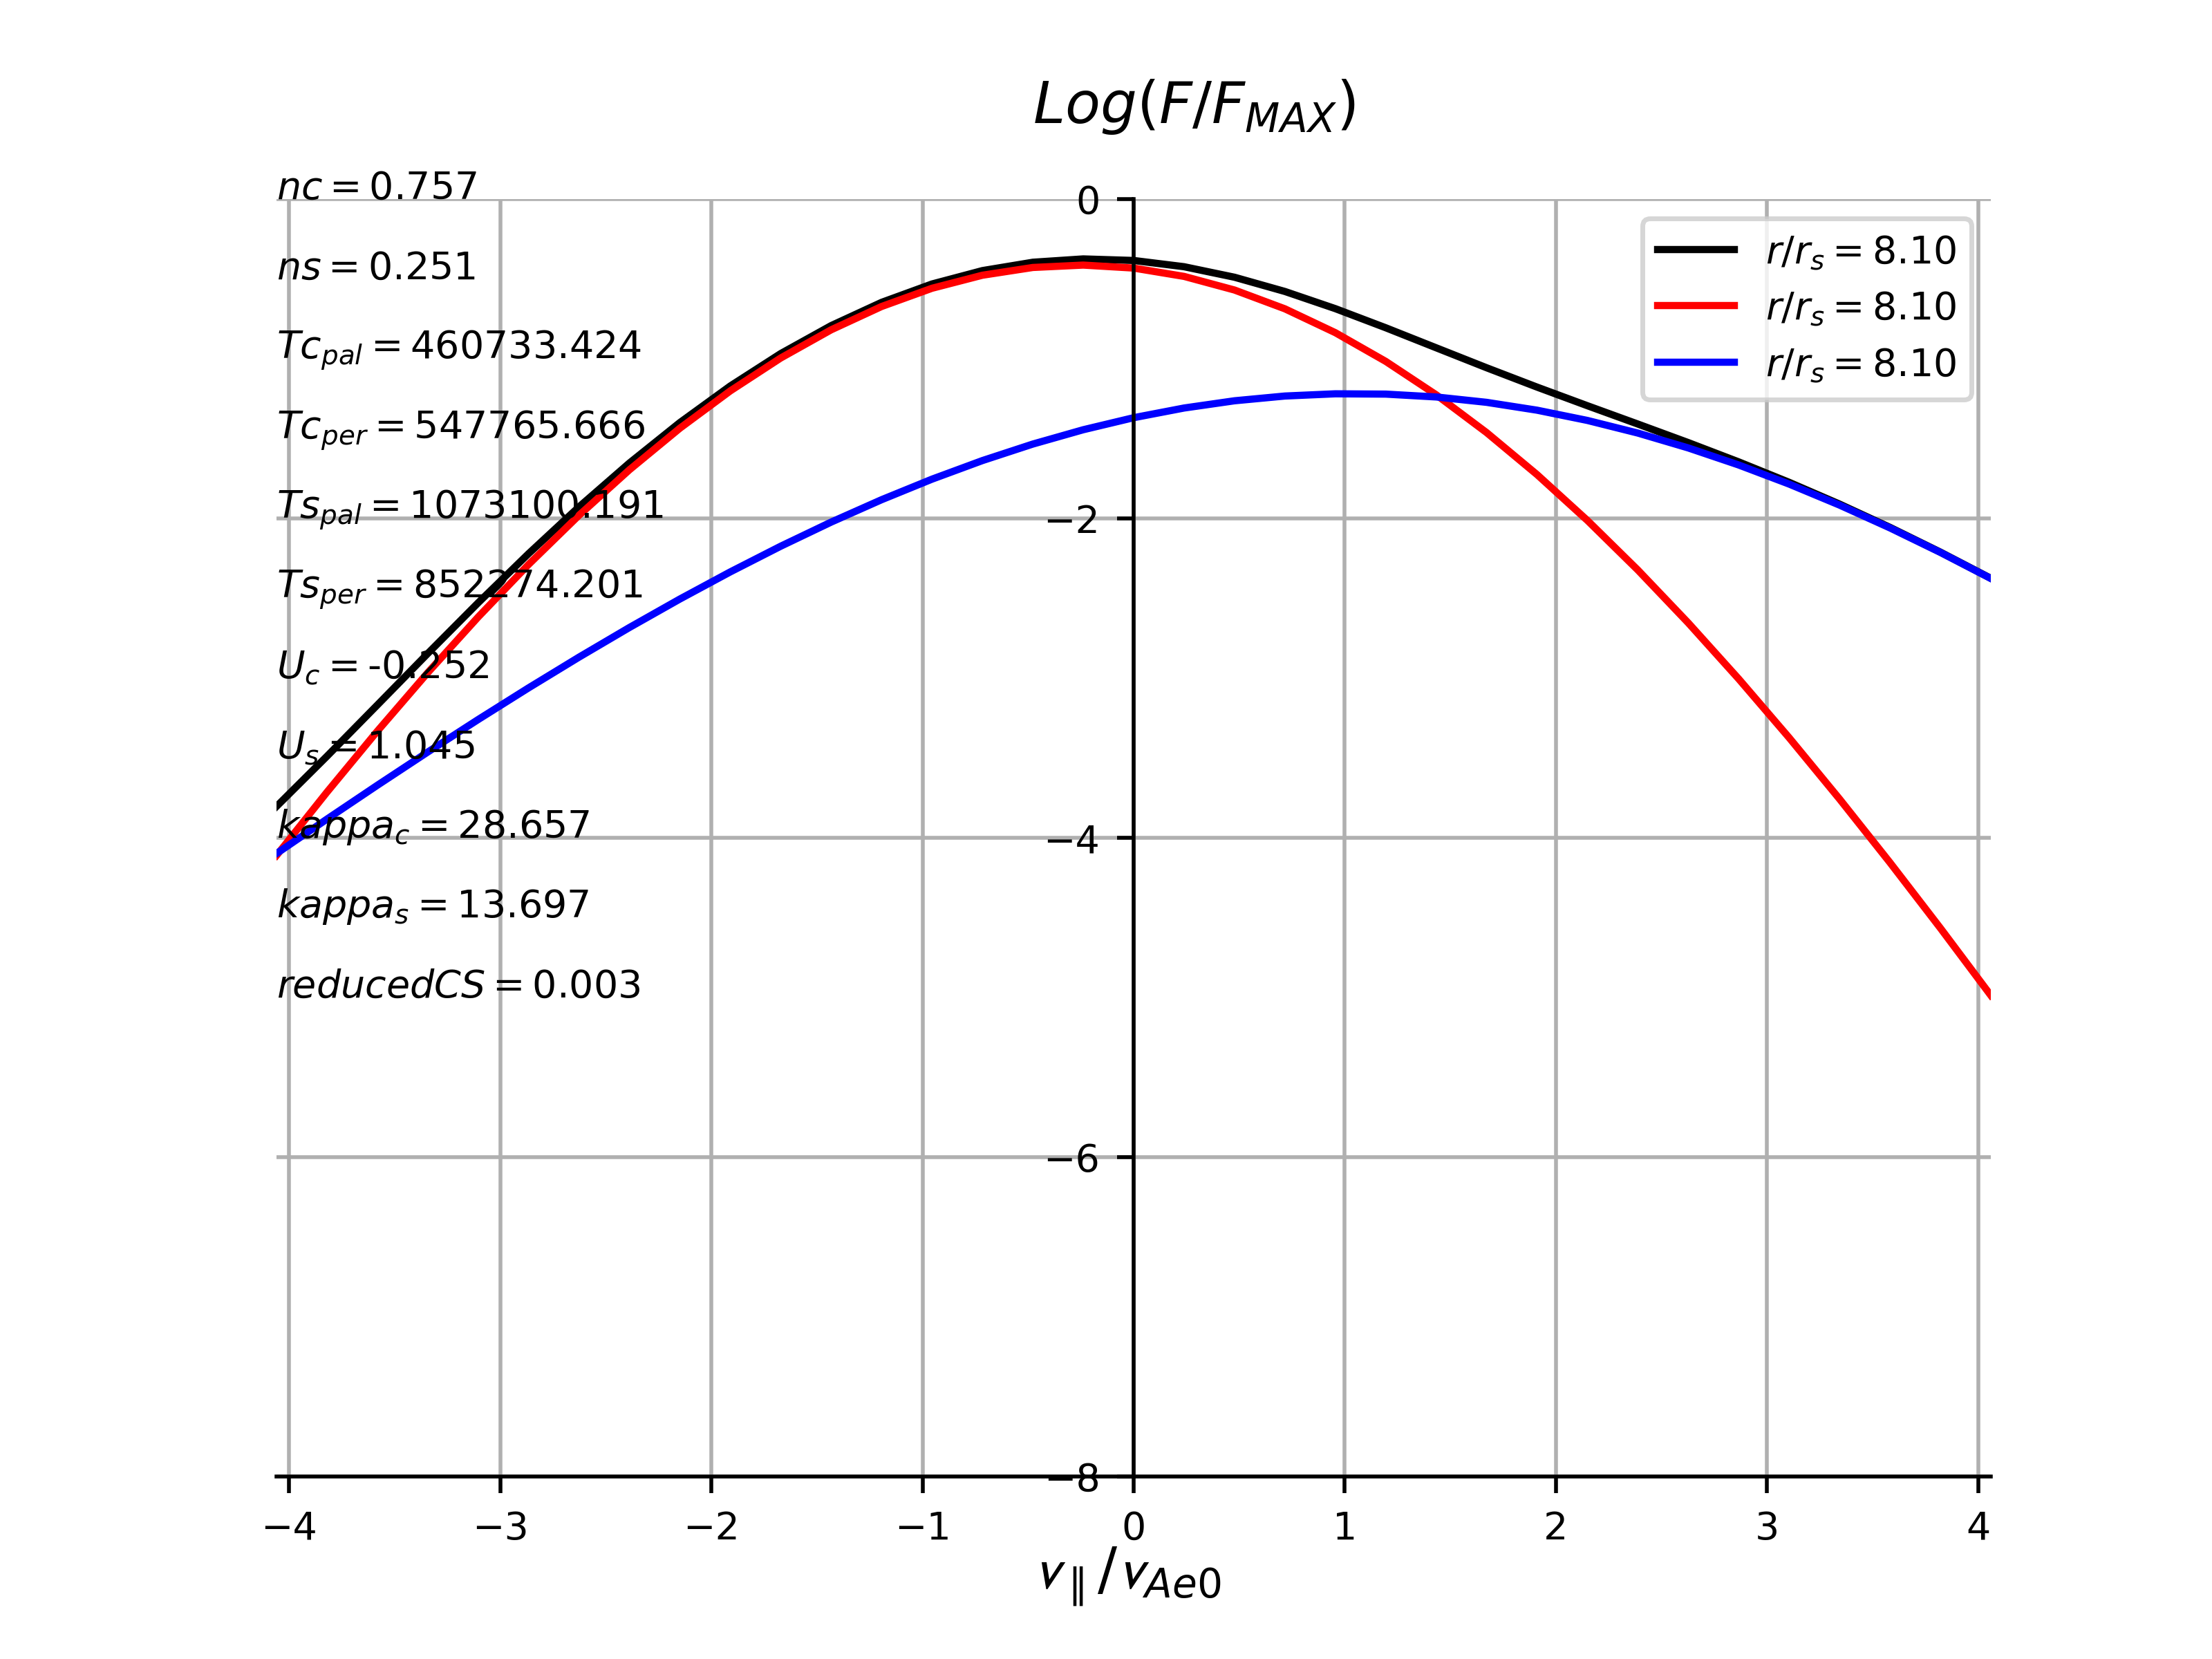 Log(F/F_MAX)
nc = 0.757
ns = 0.251
Tc_pal = 460733.424
Tc_per = 547765.666
Ts_pal = 1073100.191
Ts_per = 852274.201
U_c = -0.252
U_s = 1.045
kappa_c = 28.657
kappa_s = 13.697
reducedCS = 0.003
0
−2
−4
−6
−8
r/r_s = 8.10
r/r_s = 8.10
r/r_s = 8.10
−4 −3 −2 −1 0 1 2 3 4
v_∥/v_Ae0